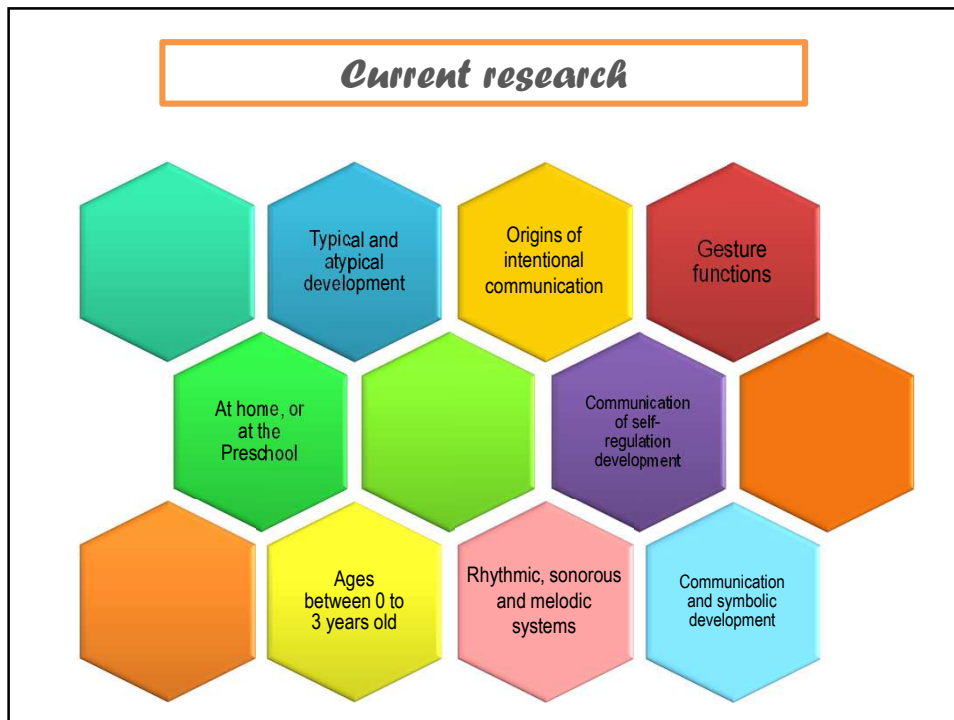 Current research
Typical and
atypical
development
Origins of
intentional
communication
Gesture
functions
At home, or
at the
Preschool
Communication
of self-
regulation
development
Ages
between 0 to
3 years old
Rhythmic, sonorous
and melodic
systems
Communication
and symbolic
development